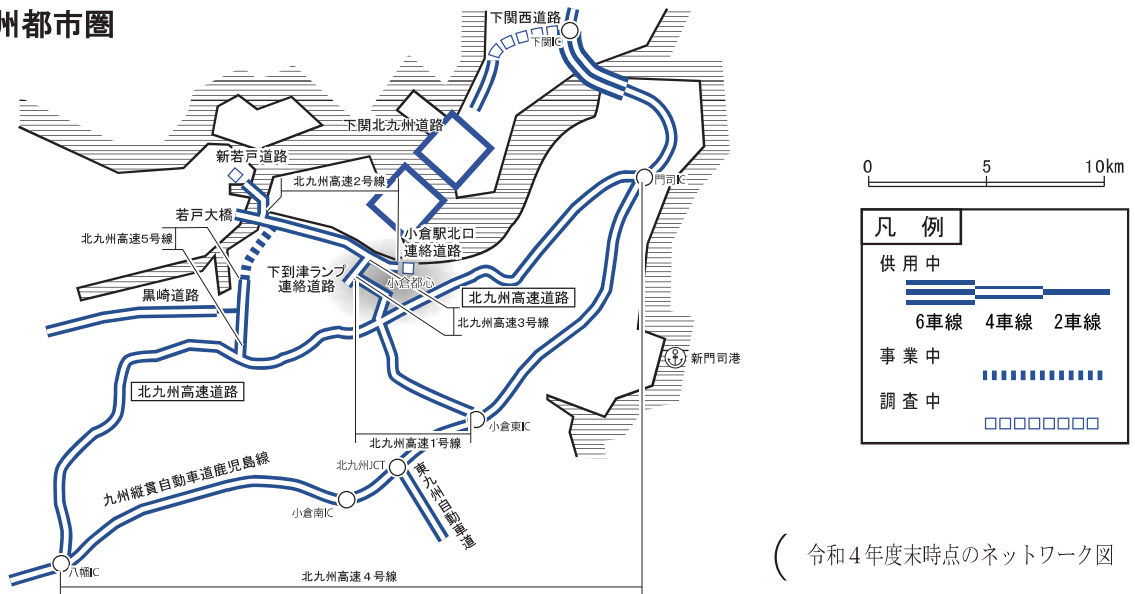 州都市圏
下関西道路
下関IC
下関北九州道路
新若戸道路
北九州高速2号線
門司IC
若戸大橋
北九州高速5号線
小倉駅北口
連絡道路
下到津ランプ
連絡道路
小倉都心
黒崎道路
北九州高速道路
北九州高速3号線
新門司港
北九州高速道路
小倉東IC
北九州高速1号線
北九州JCT
九州縦貫自動車道鹿児島線
東九州自動車道
小倉南IC
八幡IC
北九州高速4号線
0 5 10km
凡 例
供用中
6車線 4車線 2車線
事業中
調査中
( 令和4年度末時点のネットワーク図